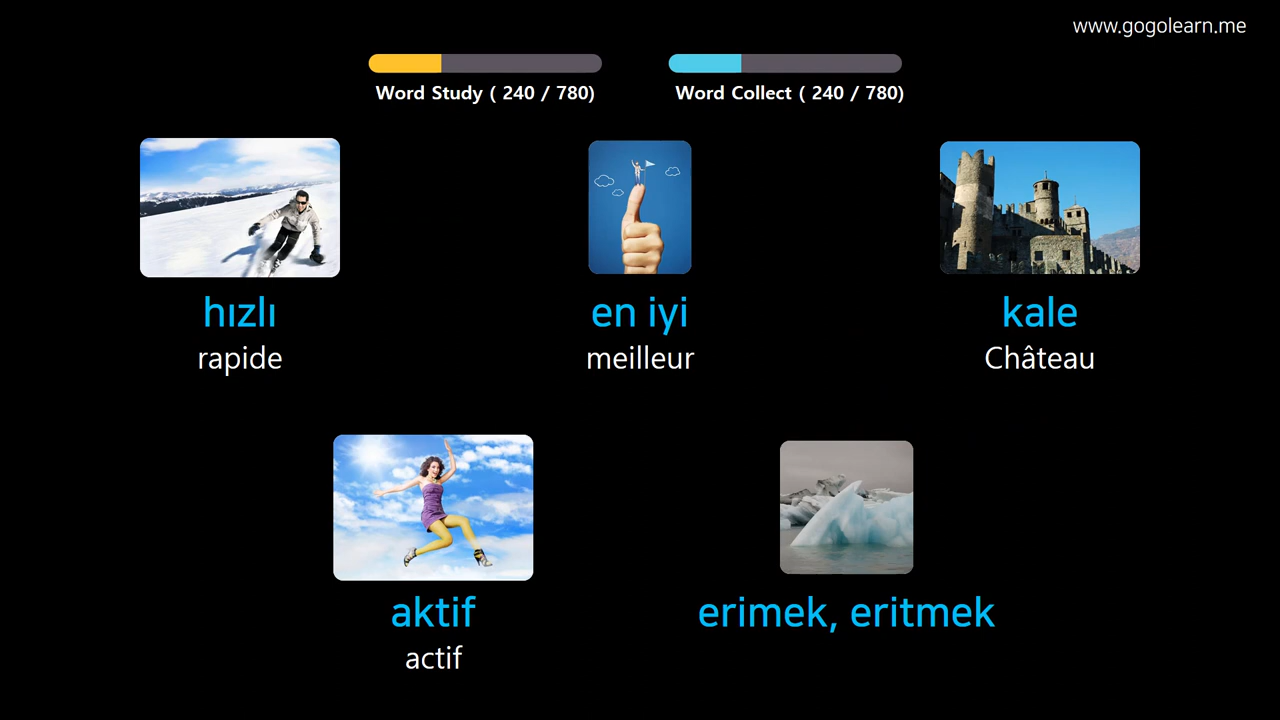 www.gogolearn.me
Word Study ( 240 / 780)
Word Collect ( 240 / 780)
hızlı
rapide
en iyi
meilleur
kale
Château
aktif
actif
erimek, eritmek